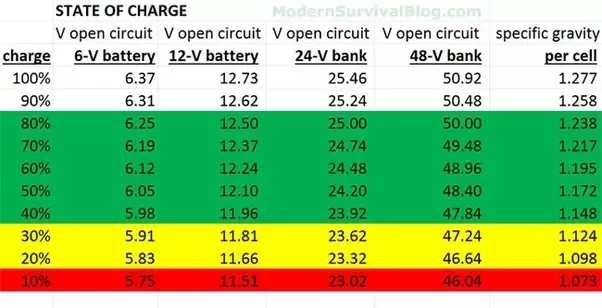 STATE OF CHARGE ModernSurvivalBlog.com
V open circuit V open circuit V open circuit V open circuit specific gravity
charge 6-V battery 12-V battery 24-V bank 48-V bank per cell
100% 6.37 12.73 25.46 50.92 1.277
90% 6.31 12.62 25.24 50.48 1.258
80% 6.25 12.50 25.00 50.00 1.238
70% 6.19 12.37 24.74 49.48 1.217
60% 6.12 12.24 24.48 48.96 1.195
50% 6.05 12.10 24.20 48.40 1.172
40% 5.98 11.96 23.92 47.84 1.148
30% 5.91 11.81 23.62 47.24 1.124
20% 5.83 11.66 23.32 46.64 1.098
10% 5.75 11.51 23.02 46.04 1.073